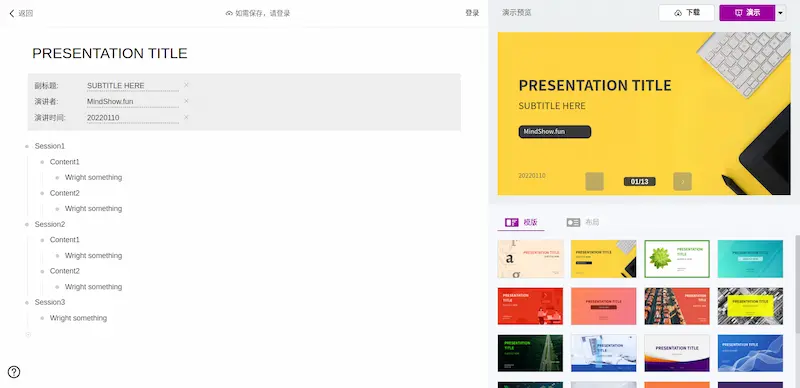 返回
如需保存，请登录
登录
PRESENTATION TITLE
副标题: SUBTITLE HERE
演讲者: MindShow.fun
演讲时间: 20220110
Session1
Content1
Wright something
Content2
Wright something
Session2
Content1
Wright something
Content2
Wright something
Session3
Wright something
演示预览
下载
演示
PRESENTATION TITLE
SUBTITLE HERE
MindShow.fun
20220110
01/13
模版
布局
a
g
PRESENTATION TITLE
PRESENTATION TITLE
PRESENTATION
TITLE
PRESENTATION TITLE
PRESENTATION
TITLE
PRESENTATION TITLE
PRESENTATION
TITLE
PRESENTATION TITLE
PRESENTATION
TITLE
PRESENTATION
TITLE
PRESENTATION TITLE
PRESENTATION TITLE